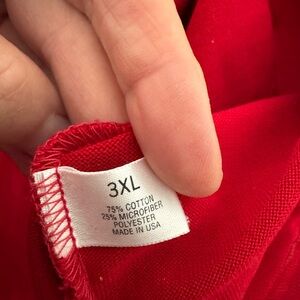 3XL
75% COTTON
25% MICROFIBER
POLYESTER
MADE IN USA